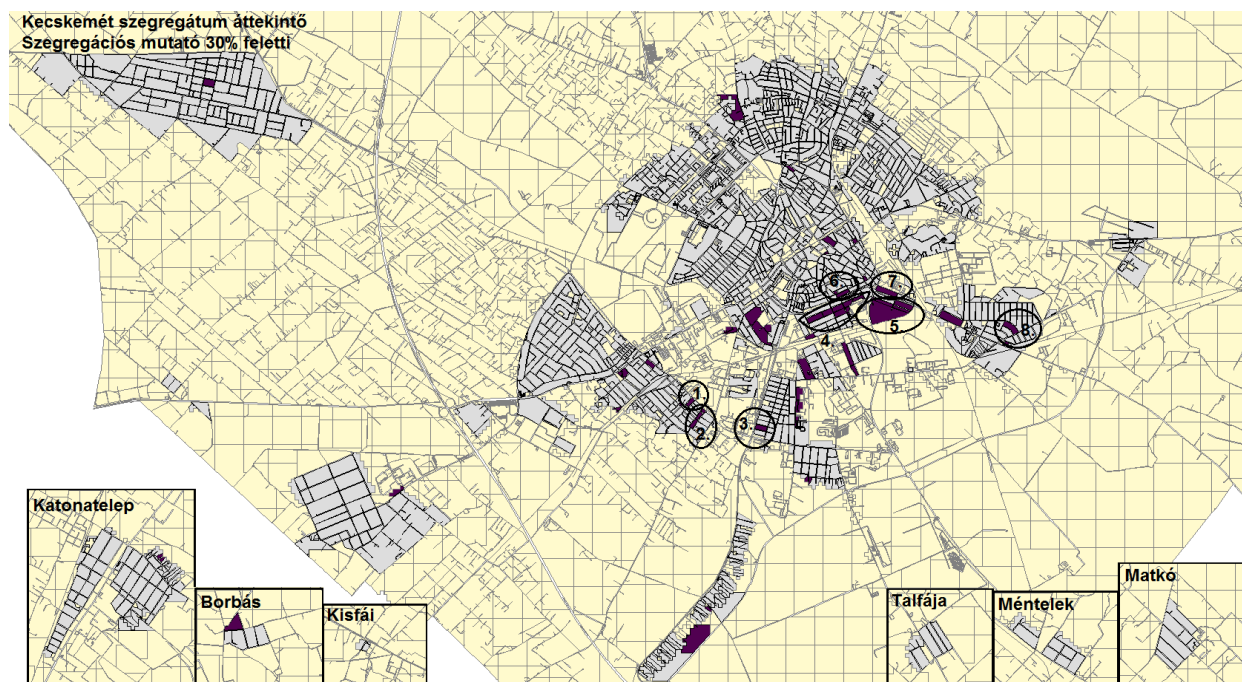 Kecskemét szegregátum áttekintő
Szegregációs mutató 30% feletti
6.
7.
5
4
8.
1
2.
3.
Katonatelep
Borbás
Kisfái
Talfája
Méntelek
Matkó